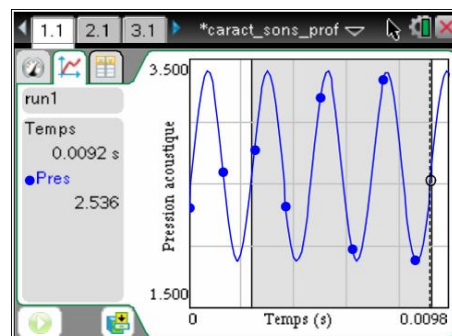 1.1 2.1 3.1 *caract_sons_prof
run1
Temps
0.0092 s
Pres
2.536
3.500
Pression acoustique
1.500
0 Temps (s) 0.0098